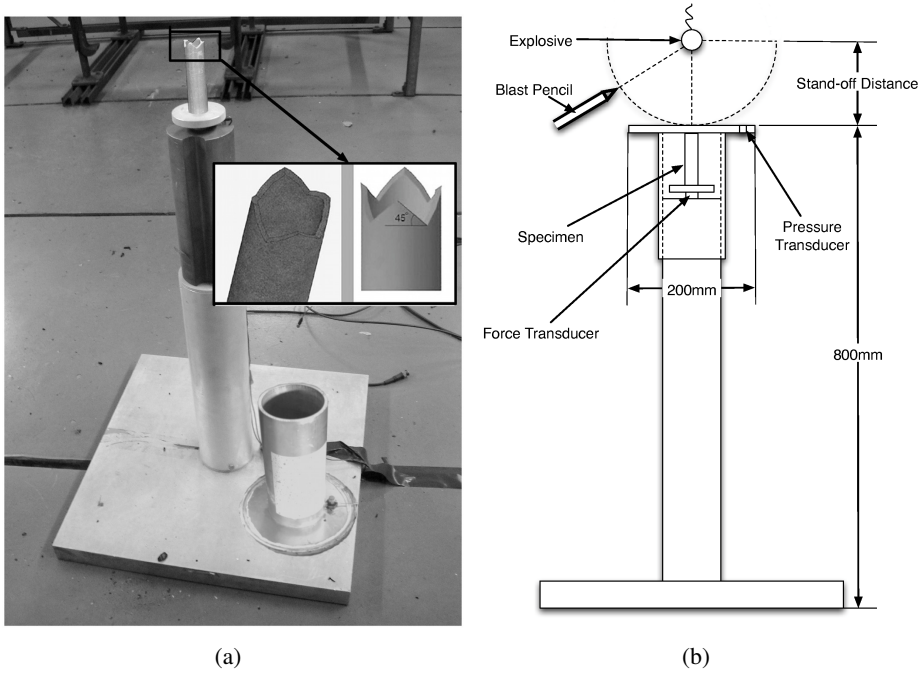 45°
(a)
Explosive
Blast Pencil
Stand-off Distance
Specimen
Pressure
Transducer
200mm
Force Transducer
800mm
(b)